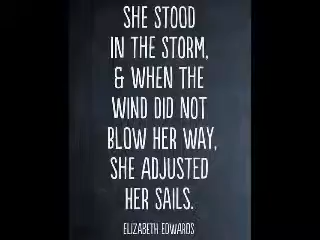 SHE STOOD
IN THE STORM,
& WHEN THE
WIND DID NOT
BLOW HER WAY,
SHE ADJUSTED
HER SAILS.
ELIZABETH EDWARDS